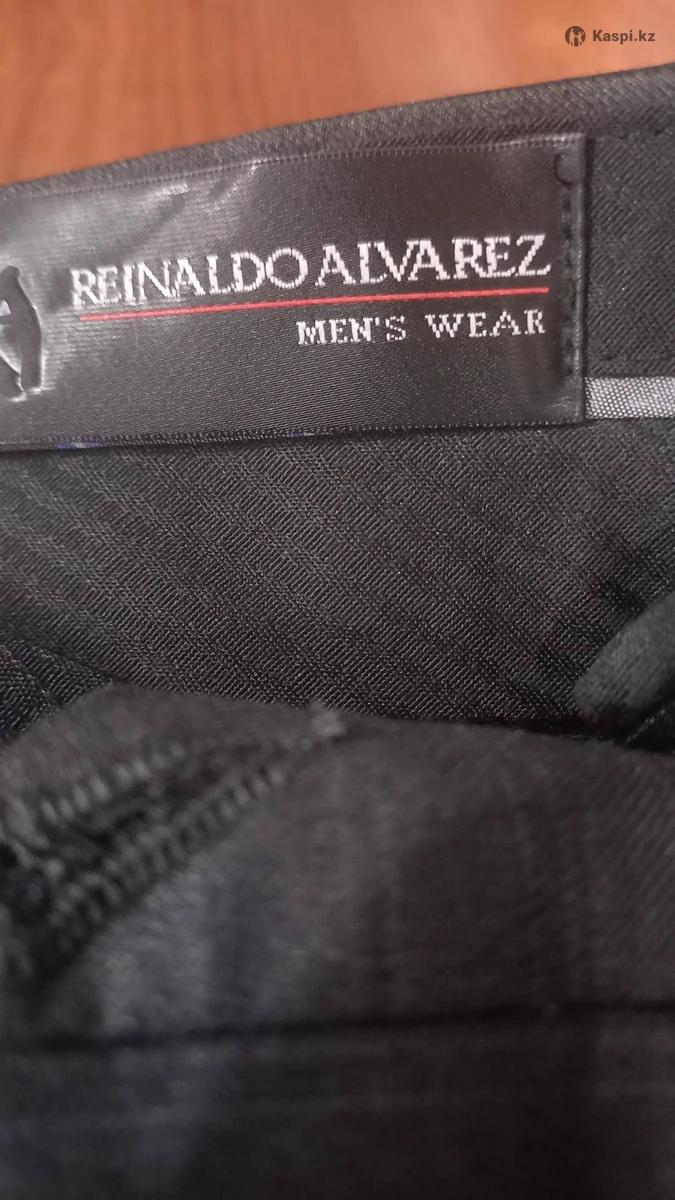 Kaspi.kz
REINALDO ALVAREZ
MEN'S WEAR